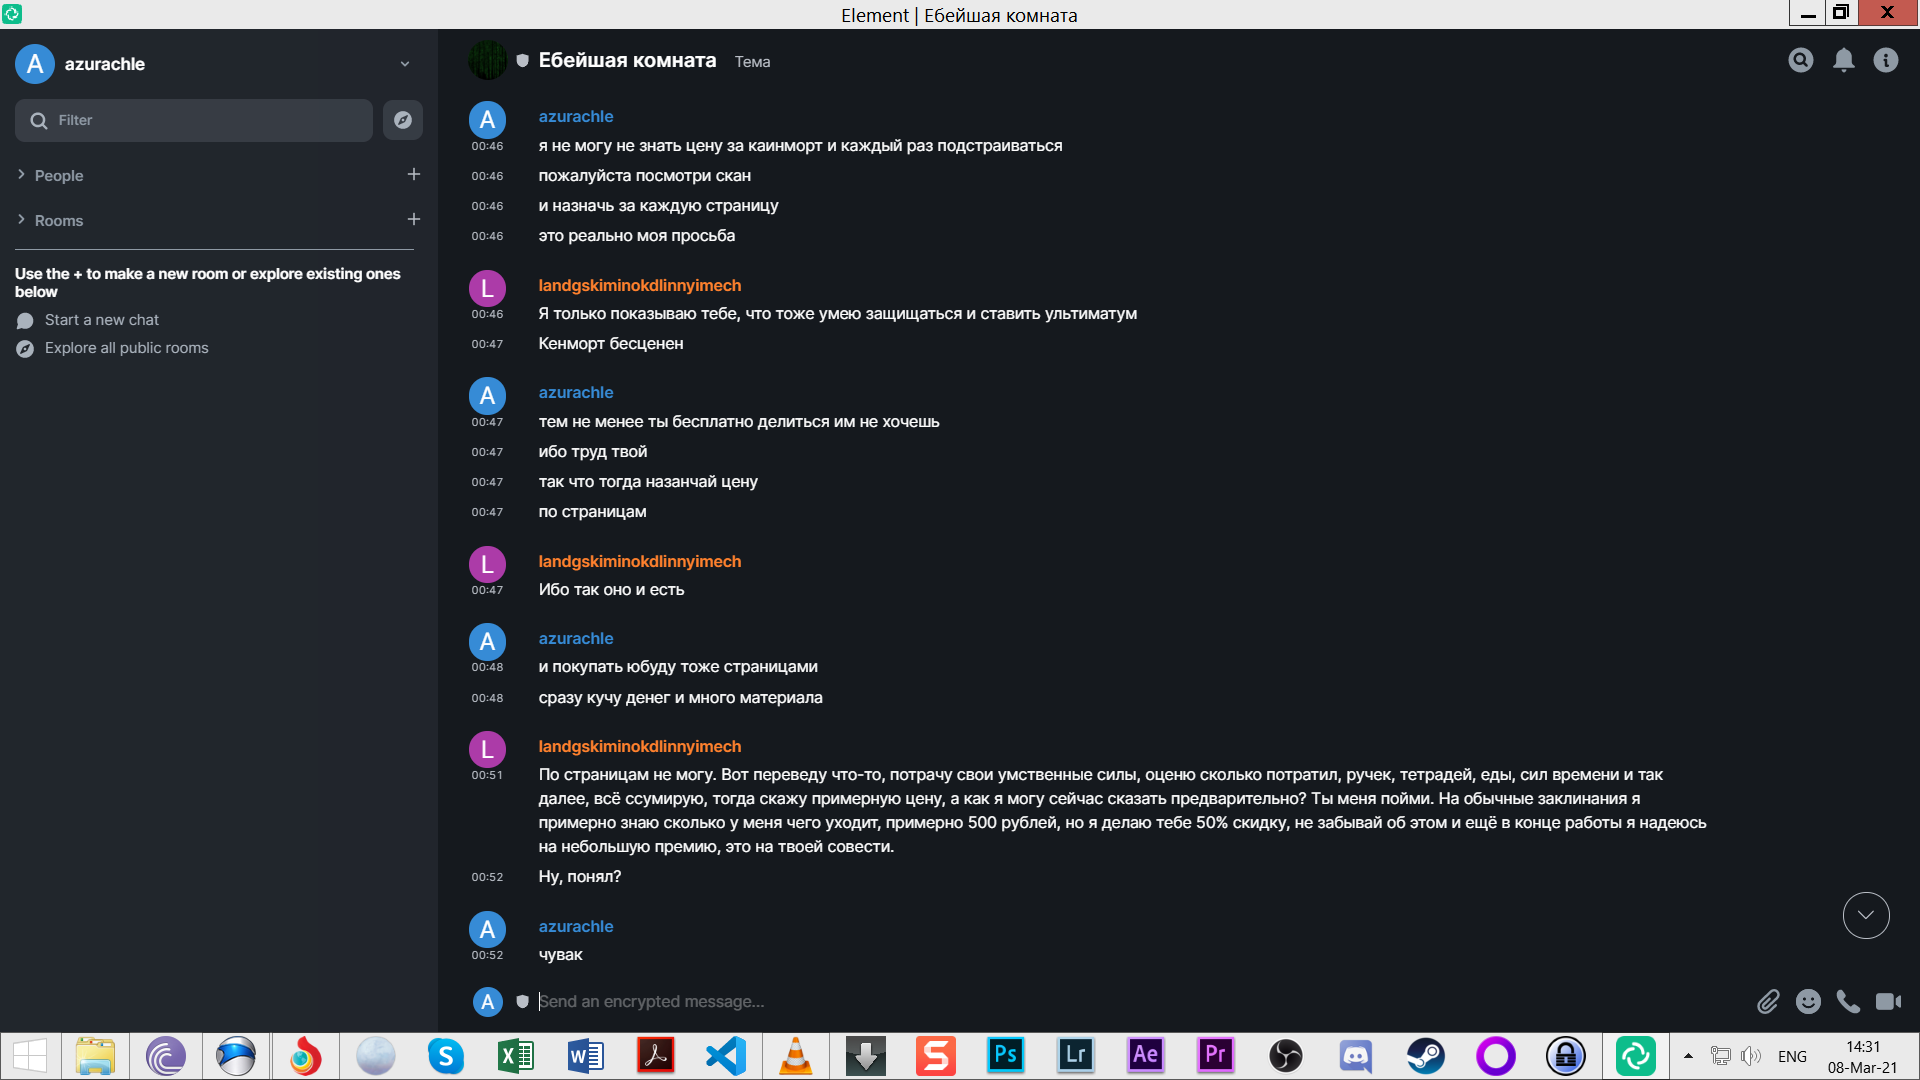 Element | Ебейшая комната
A azurachle
Filter
People
Rooms
Use the + to make a new room or explore existing ones
below
Start a new chat
Explore all public rooms
Ебейшая комната Тема
A azurachle
00:46 я не могу не знать цену за каинморт и каждый раз подстраиваться
00:46 пожалуйста посмотри скан
00:46 и назначь за каждую страницу
00:46 это реально моя просьба
L landgskiminokdlinnyimech
00:46 Я только показываю тебе, что тоже умею защищаться и ставить ультиматум
00:47 Кенморт бесценен
A azurachle
00:47 тем не менее ты бесплатно делиться им не хочешь
00:47 ибо труд твой
00:47 так что тогда назанчай цену
00:47 по страницам
L landgskiminokdlinnyimech
00:47 Ибо так оно и есть
A azurachle
00:48 и покупать юбуду тоже страницами
00:48 сразу кучу денег и много материала
L landgskiminokdlinnyimech
00:51 По страницам не могу. Вот переведу что-то, потрачу свои умственные силы, оценю сколько потратил, ручек, тетрадей, еды, сил времени и так
далее, всё ссумирую, тогда скажу примерную цену, а как я могу сейчас сказать предварительно? Ты меня пойми. На обычные заклинания я
примерно знаю сколько у меня чего уходит, примерно 500 рублей, но я делаю тебе 50% скидку, не забывай об этом и ещё в конце работы я надеюсь
на небольшую премию, это на твоей совести.
00:52 Ну, понял?
A azurachle
00:52 чувак
A Send an encrypted message...
S X W S Ps Lr Ae Pr ENG 14:31
08-Mar-21